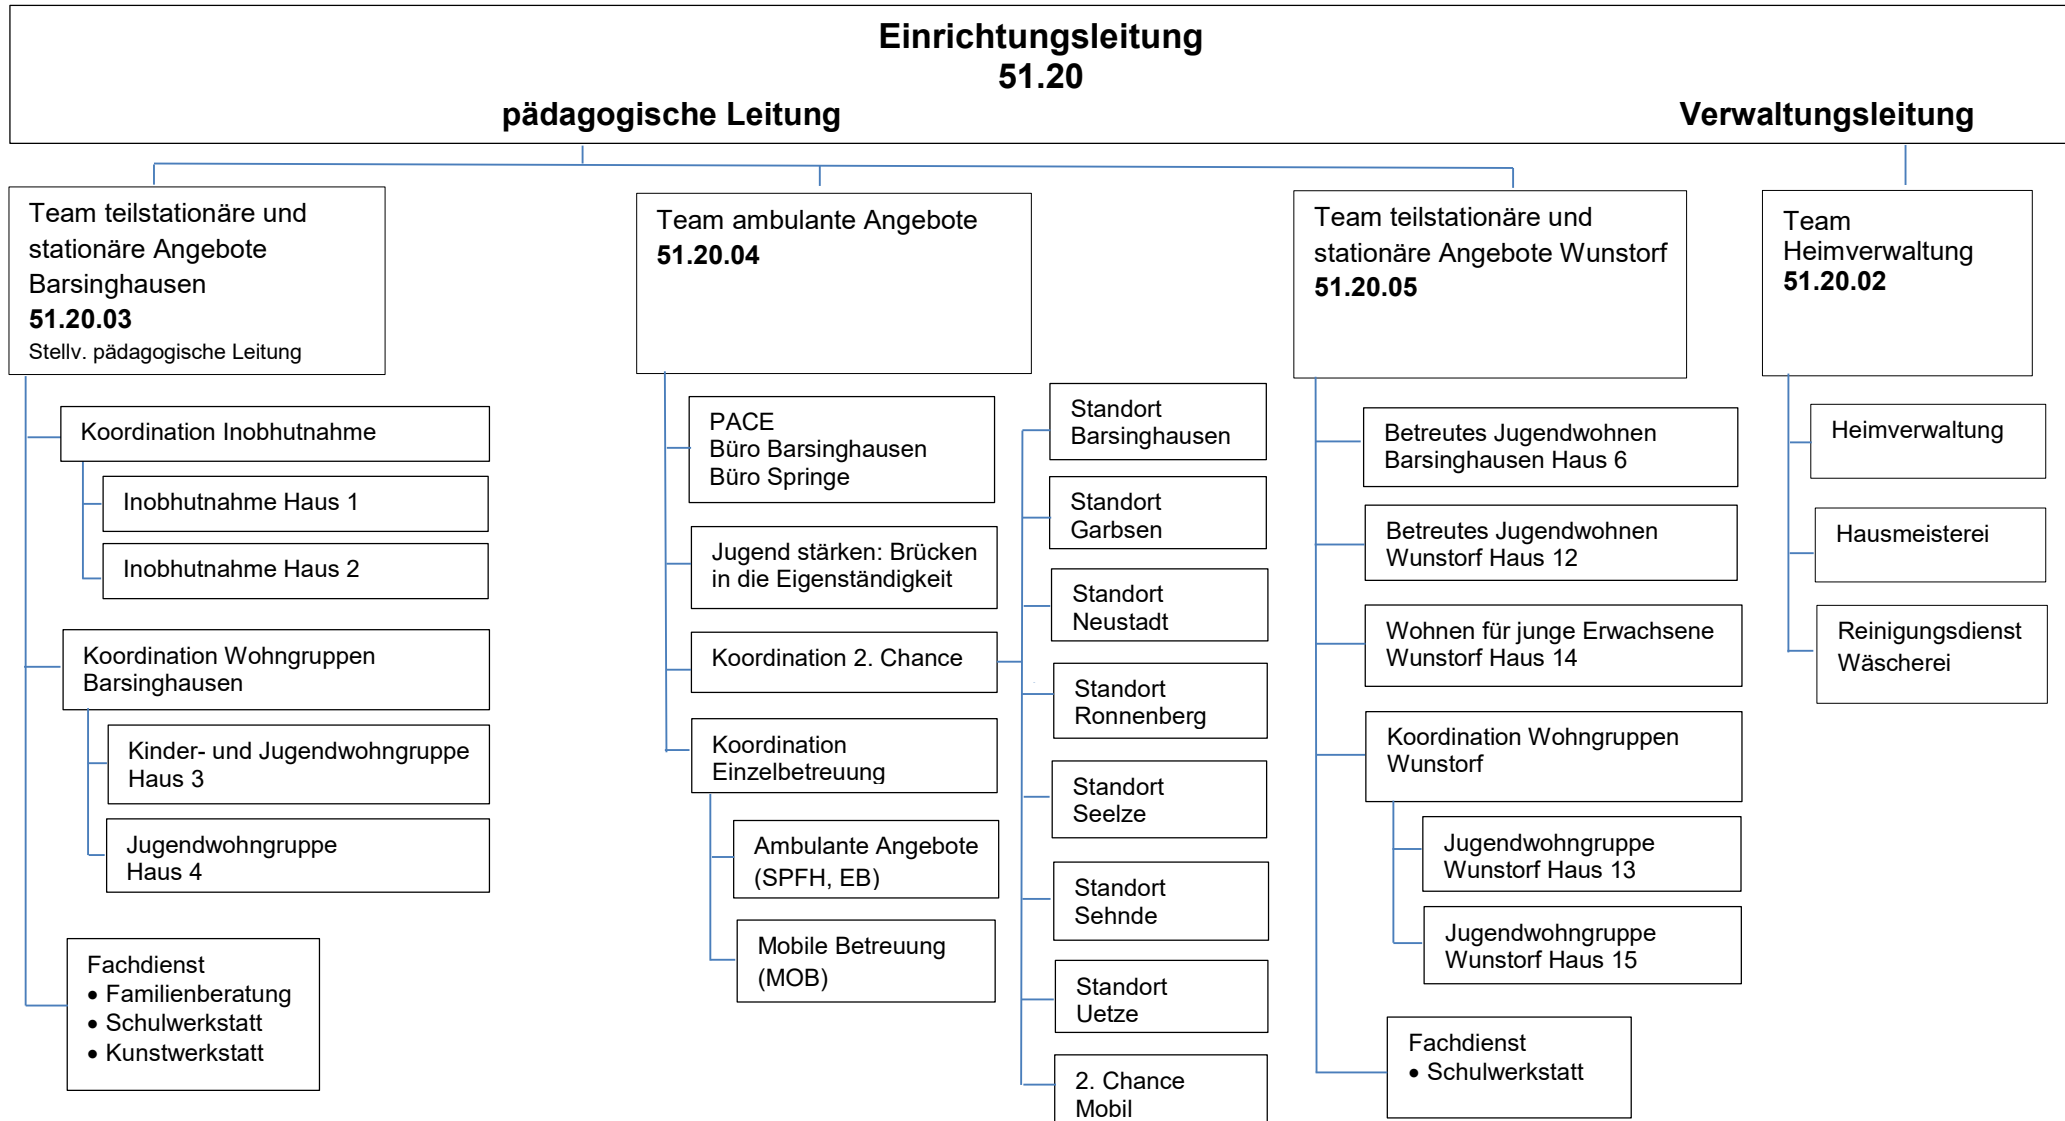 Einrichtungsleitung
51.20
pädagogische Leitung
Verwaltungsleitung
Team teilstationäre und
stationäre Angebote
Barsinghausen
51.20.03
Stellv. pädagogische Leitung
Koordination Inobhutnahme
Inobhutnahme Haus 1
Inobhutnahme Haus 2
Koordination Wohngruppen
Barsinghausen
Kinder- und Jugendwohngruppe
Haus 3
Jugendwohngruppe
Haus 4
Fachdienst
• Familienberatung
• Schulwerkstatt
• Kunstwerkstatt
Team ambulante Angebote
51.20.04
PACE
Büro Barsinghausen
Büro Springe
Jugend stärken: Brücken
in die Eigenständigkeit
Koordination 2. Chance
Koordination
Einzelbetreuung
Ambulante Angebote
(SPFH, EB)
Mobile Betreuung
(MOB)
Standort
Barsinghausen
Standort
Garbsen
Standort
Neustadt
Standort
Ronnenberg
Standort
Seelze
Standort
Sehnde
Standort
Uetze
2. Chance
Mobil
Team teilstationäre und
stationäre Angebote Wunstorf
51.20.05
Betreutes Jugendwohnen
Barsinghausen Haus 6
Betreutes Jugendwohnen
Wunstorf Haus 12
Wohnen für junge Erwachsene
Wunstorf Haus 14
Koordination Wohngruppen
Wunstorf
Jugendwohngruppe
Wunstorf Haus 13
Jugendwohngruppe
Wunstorf Haus 15
Fachdienst
• Schulwerkstatt
Team
Heimverwaltung
51.20.02
Heimverwaltung
Hausmeisterei
Reinigungsdienst
Wäscherei